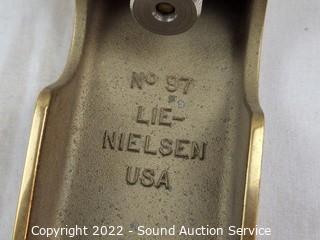 No 97
LIE-
NIELSEN
USA
Copyright 2022 - Sound Auction Service